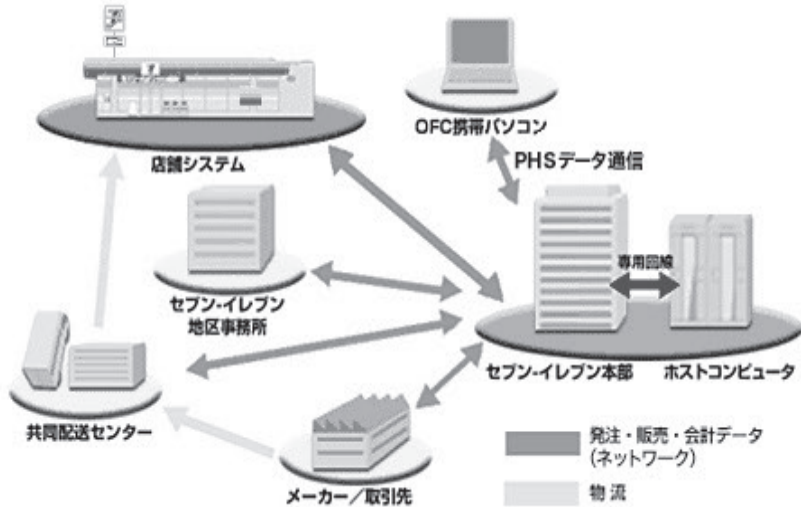 店舗システム
OFC携帯パソコン
PHSデータ通信
専用回線
セブン-イレブン
地区事務所
セブン-イレブン本部
ホストコンピュータ
共同配送センター
メーカー／取引先
発注・販売・会計データ
(ネットワーク)
物 流